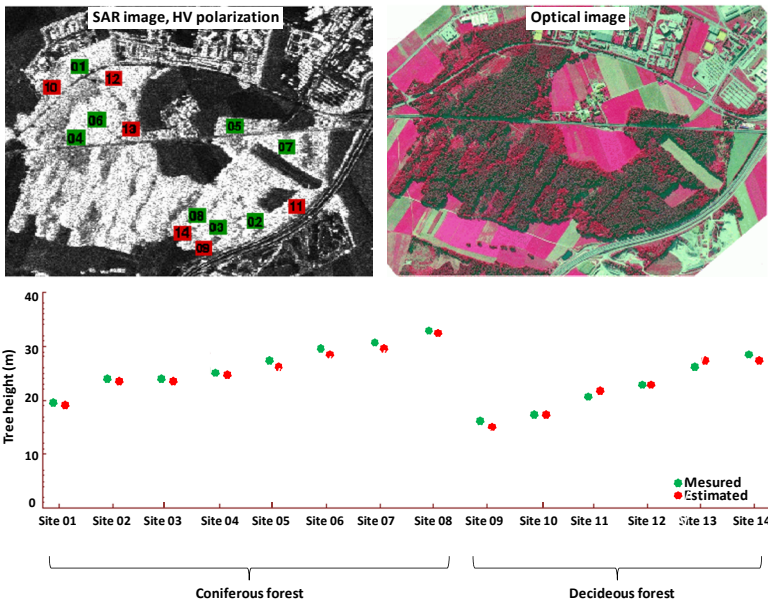 SAR image, HV polarization
Optical image
01
12
10
06
13
05
04
07
11
08
02
03
14
09
40
30
20
10
0
Tree height (m)
Mesured
Estimated
Site 01 Site 02 Site 03 Site 04 Site 05 Site 06 Site 07 Site 08 Site 09 Site 10 Site 11 Site 12 Site 13 Site 14
Coniferous forest
Decideous forest